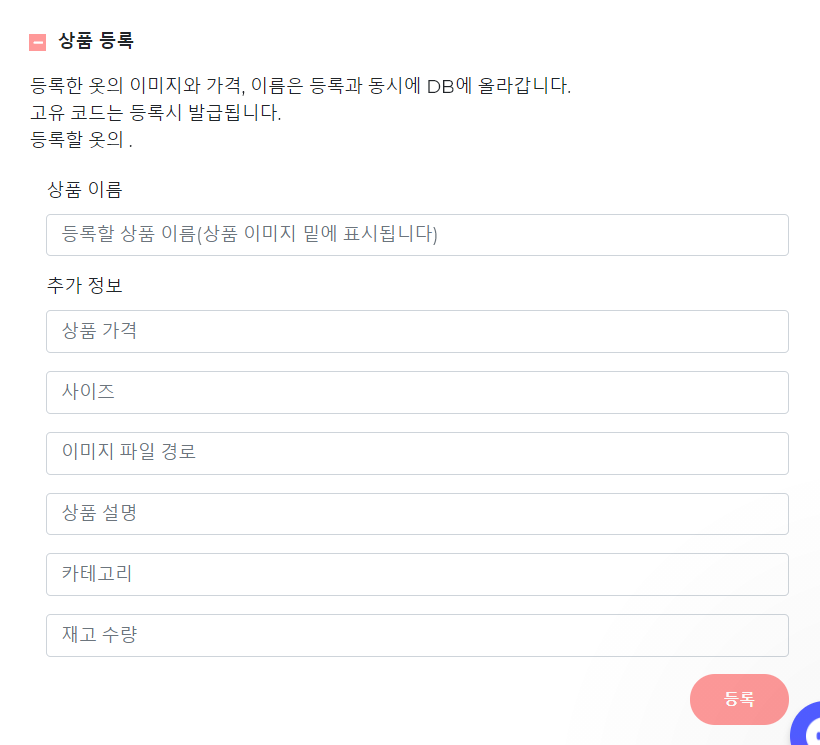 상품 등록
등록한 옷의 이미지와 가격, 이름은 등록과 동시에 DB에 올라갑니다.
고유 코드는 등록시 발급됩니다.
등록할 옷의 .
상품 이름
등록할 상품 이름(상품 이미지 밑에 표시됩니다)
추가 정보
상품 가격
사이즈
이미지 파일 경로
상품 설명
카테고리
재고 수량
등록